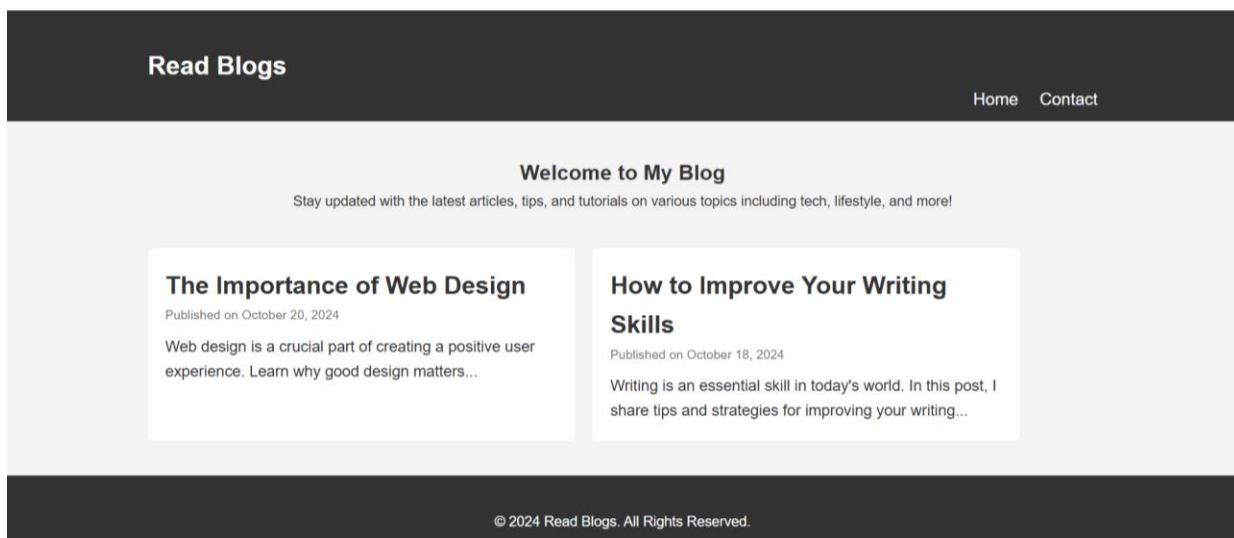 Read Blogs
Home Contact
Welcome to My Blog
Stay updated with the latest articles, tips, and tutorials on various topics including tech, lifestyle, and more!
The Importance of Web Design
Published on October 20, 2024
Web design is a crucial part of creating a positive user
experience. Learn why good design matters...
How to Improve Your Writing
Skills
Published on October 18, 2024
Writing is an essential skill in today's world. In this post, I
share tips and strategies for improving your writing...
© 2024 Read Blogs. All Rights Reserved.